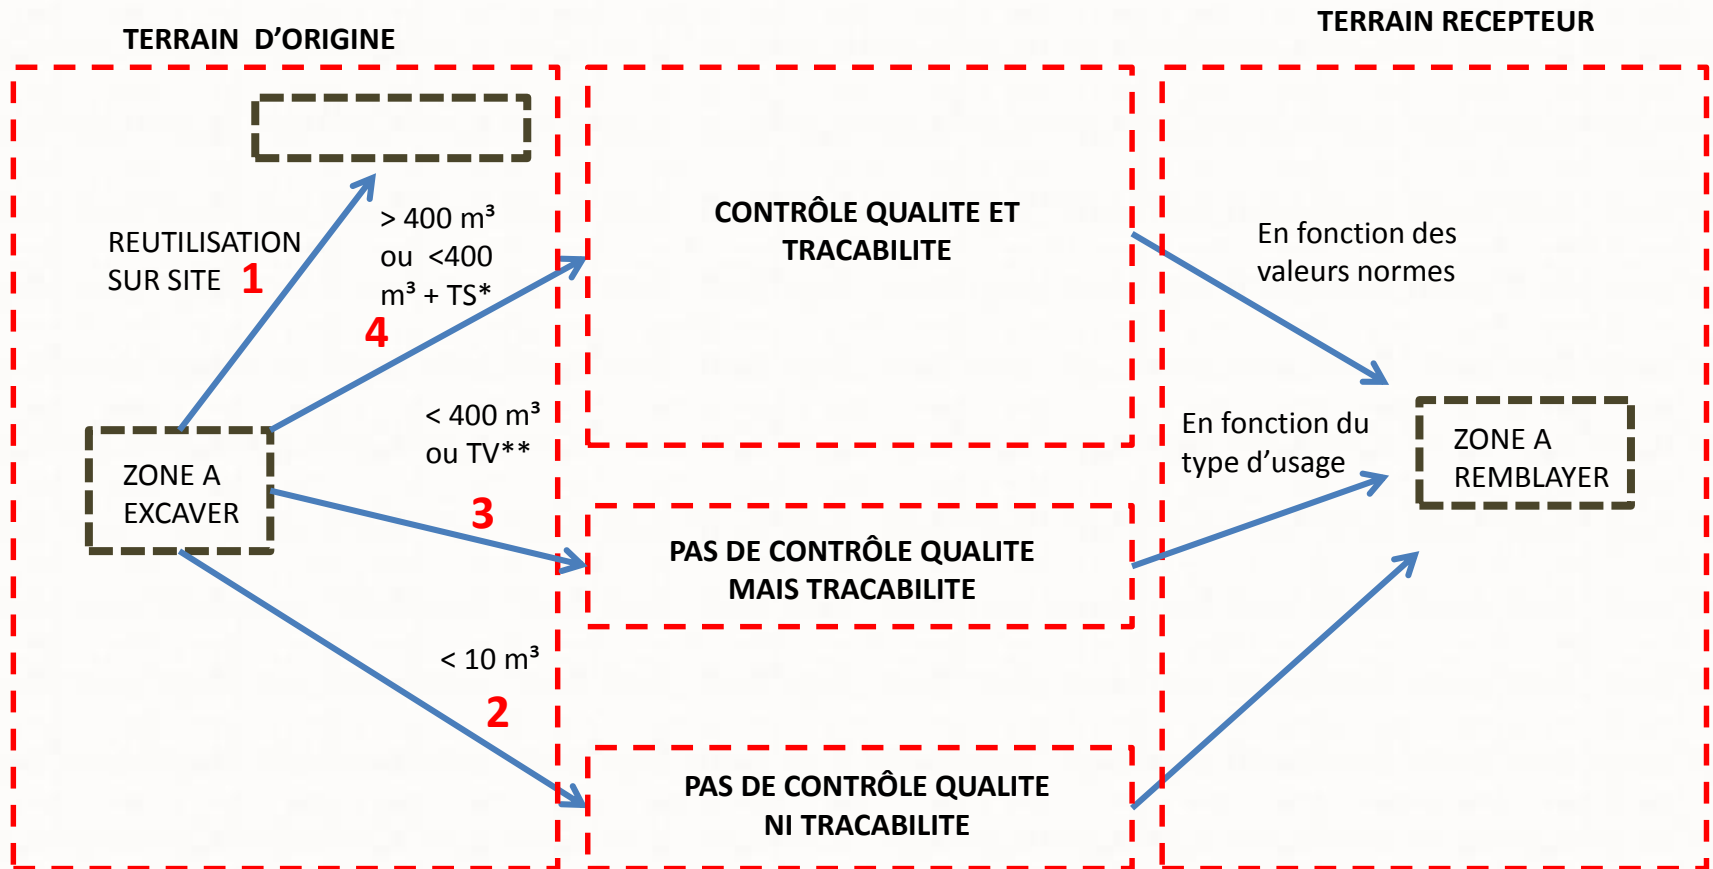 TERRAIN D’ORIGINE
TERRAIN RECEPTEUR
REUTILISATION
SUR SITE 1
> 400 m³
ou <400
m³ + TS*
4
CONTRÔLE QUALITE ET
TRACABILITE
En fonction des
valeurs normes
ZONE A
EXCAVER
< 400 m³
ou TV**
3
PAS DE CONTRÔLE QUALITE
MAIS TRACABILITE
En fonction du
type d’usage
ZONE A
REMBLAYER
< 10 m³
2
PAS DE CONTRÔLE QUALITE
NI TRACABILITE